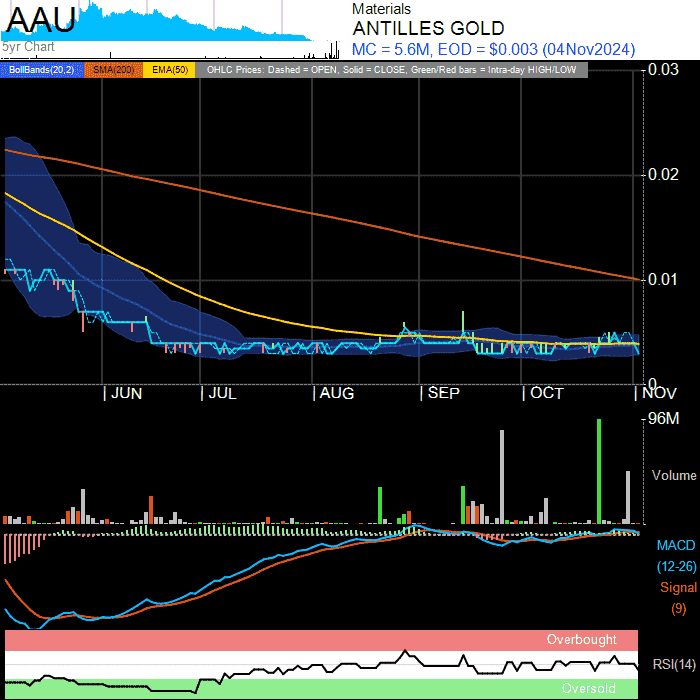 AAU
5yr Chart
Materials
ANTILLES GOLD
MC = 5.6M, EOD = $0.003 (04Nov2024)
BollBands(20,2) SMA(200) EMA(50) OHLC Prices: Dashed = OPEN, Solid = CLOSE, Green/Red bars = Intra-day HIGH/LOW
0.03
0.02
0.01
0
| JUN | JUL | AUG | SEP | OCT | NOV
96M
Volume
MACD
(12-26)
Signal
(9)
Overbought
RSI(14)
Oversold